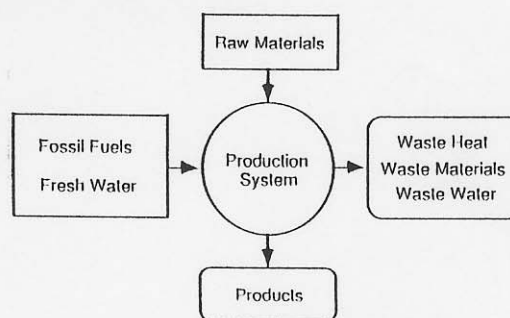 Raw Materials
Fossil Fuels
Fresh Water
Production
System
Waste Heat
Waste Materials
Waste Water
Products